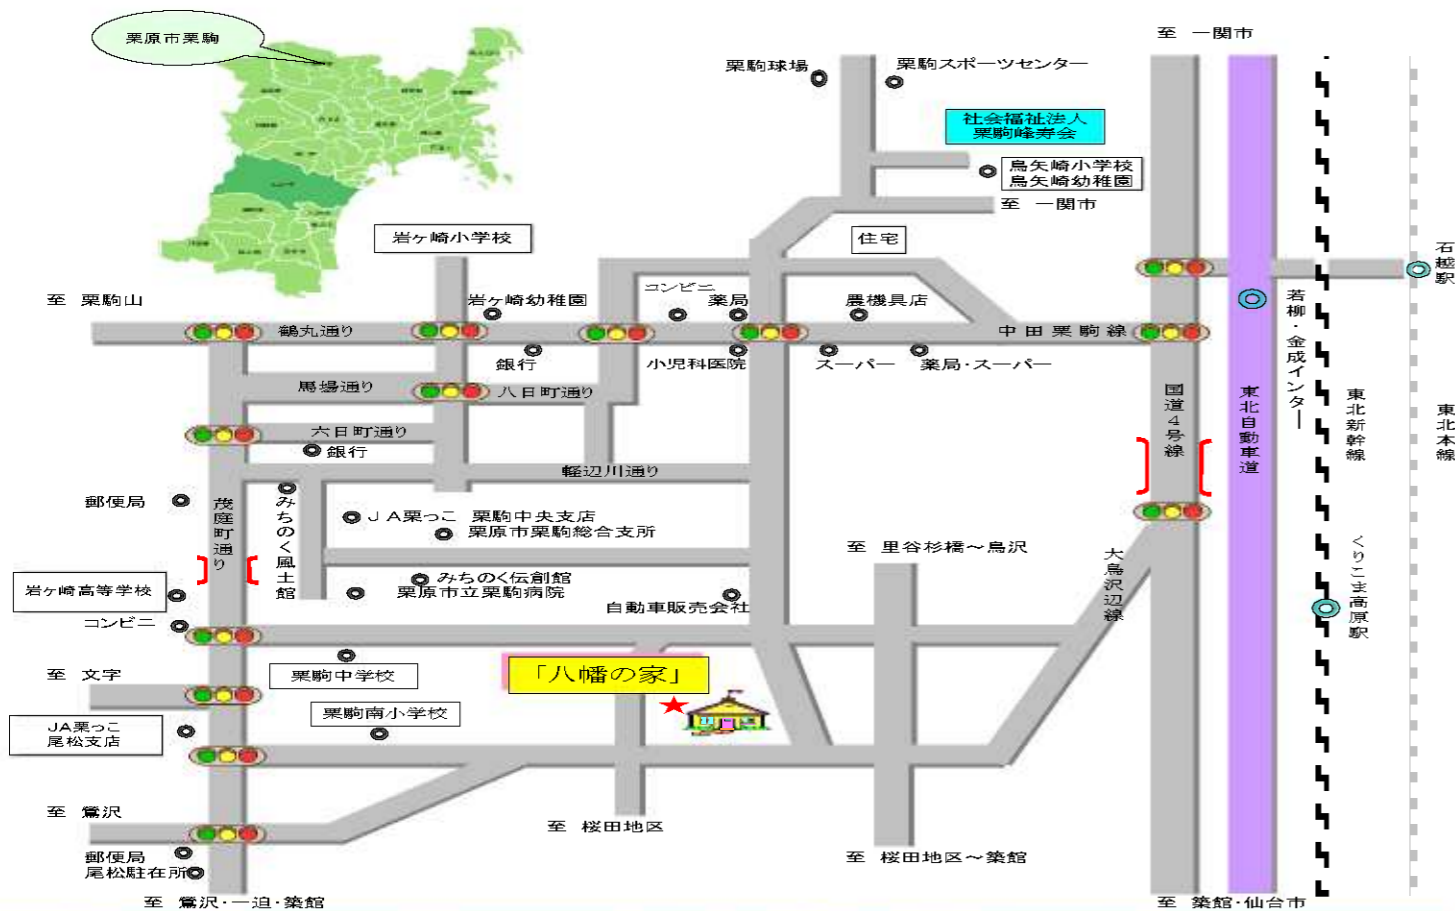 至 一関市
栗原市栗駒
栗駒球場
栗駒スポーツセンター
社会福祉法人
栗駒峰寿会
鳥矢崎小学校
鳥矢崎幼稚園
至 一関市
岩ヶ崎小学校
住宅
石越駅
至 栗駒山
岩ヶ崎幼稚園
コンビニ
薬局
農機具店
若柳・金成インター
鶴丸通り
中田栗駒線
銀行
小児科医院
スーパー
薬局・スーパー
馬場通り
八日町通り
国道4号線
東北自動車道
東北新幹線
東北本線
六日町通り
銀行
軽辺川通り
郵便局
茂庭町通り
みちのく風土館
JA栗っこ 栗駒中央支店
栗原市栗駒総合支所
至 里谷杉橋～鳥沢
大鳥沢辺線
くりこま高原駅
岩ヶ崎高等学校
みちのく伝創館
栗原市立栗駒病院
自動車販売会社
コンビニ
至 文字
栗駒中学校
「八幡の家」
栗駒南小学校
JA栗っこ
尾松支店
至 鶯沢
至 桜田地区
郵便局
尾松駐在所
至 桜田地区～築館
至 鶯沢・一迫・築館
至 築館・仙台市